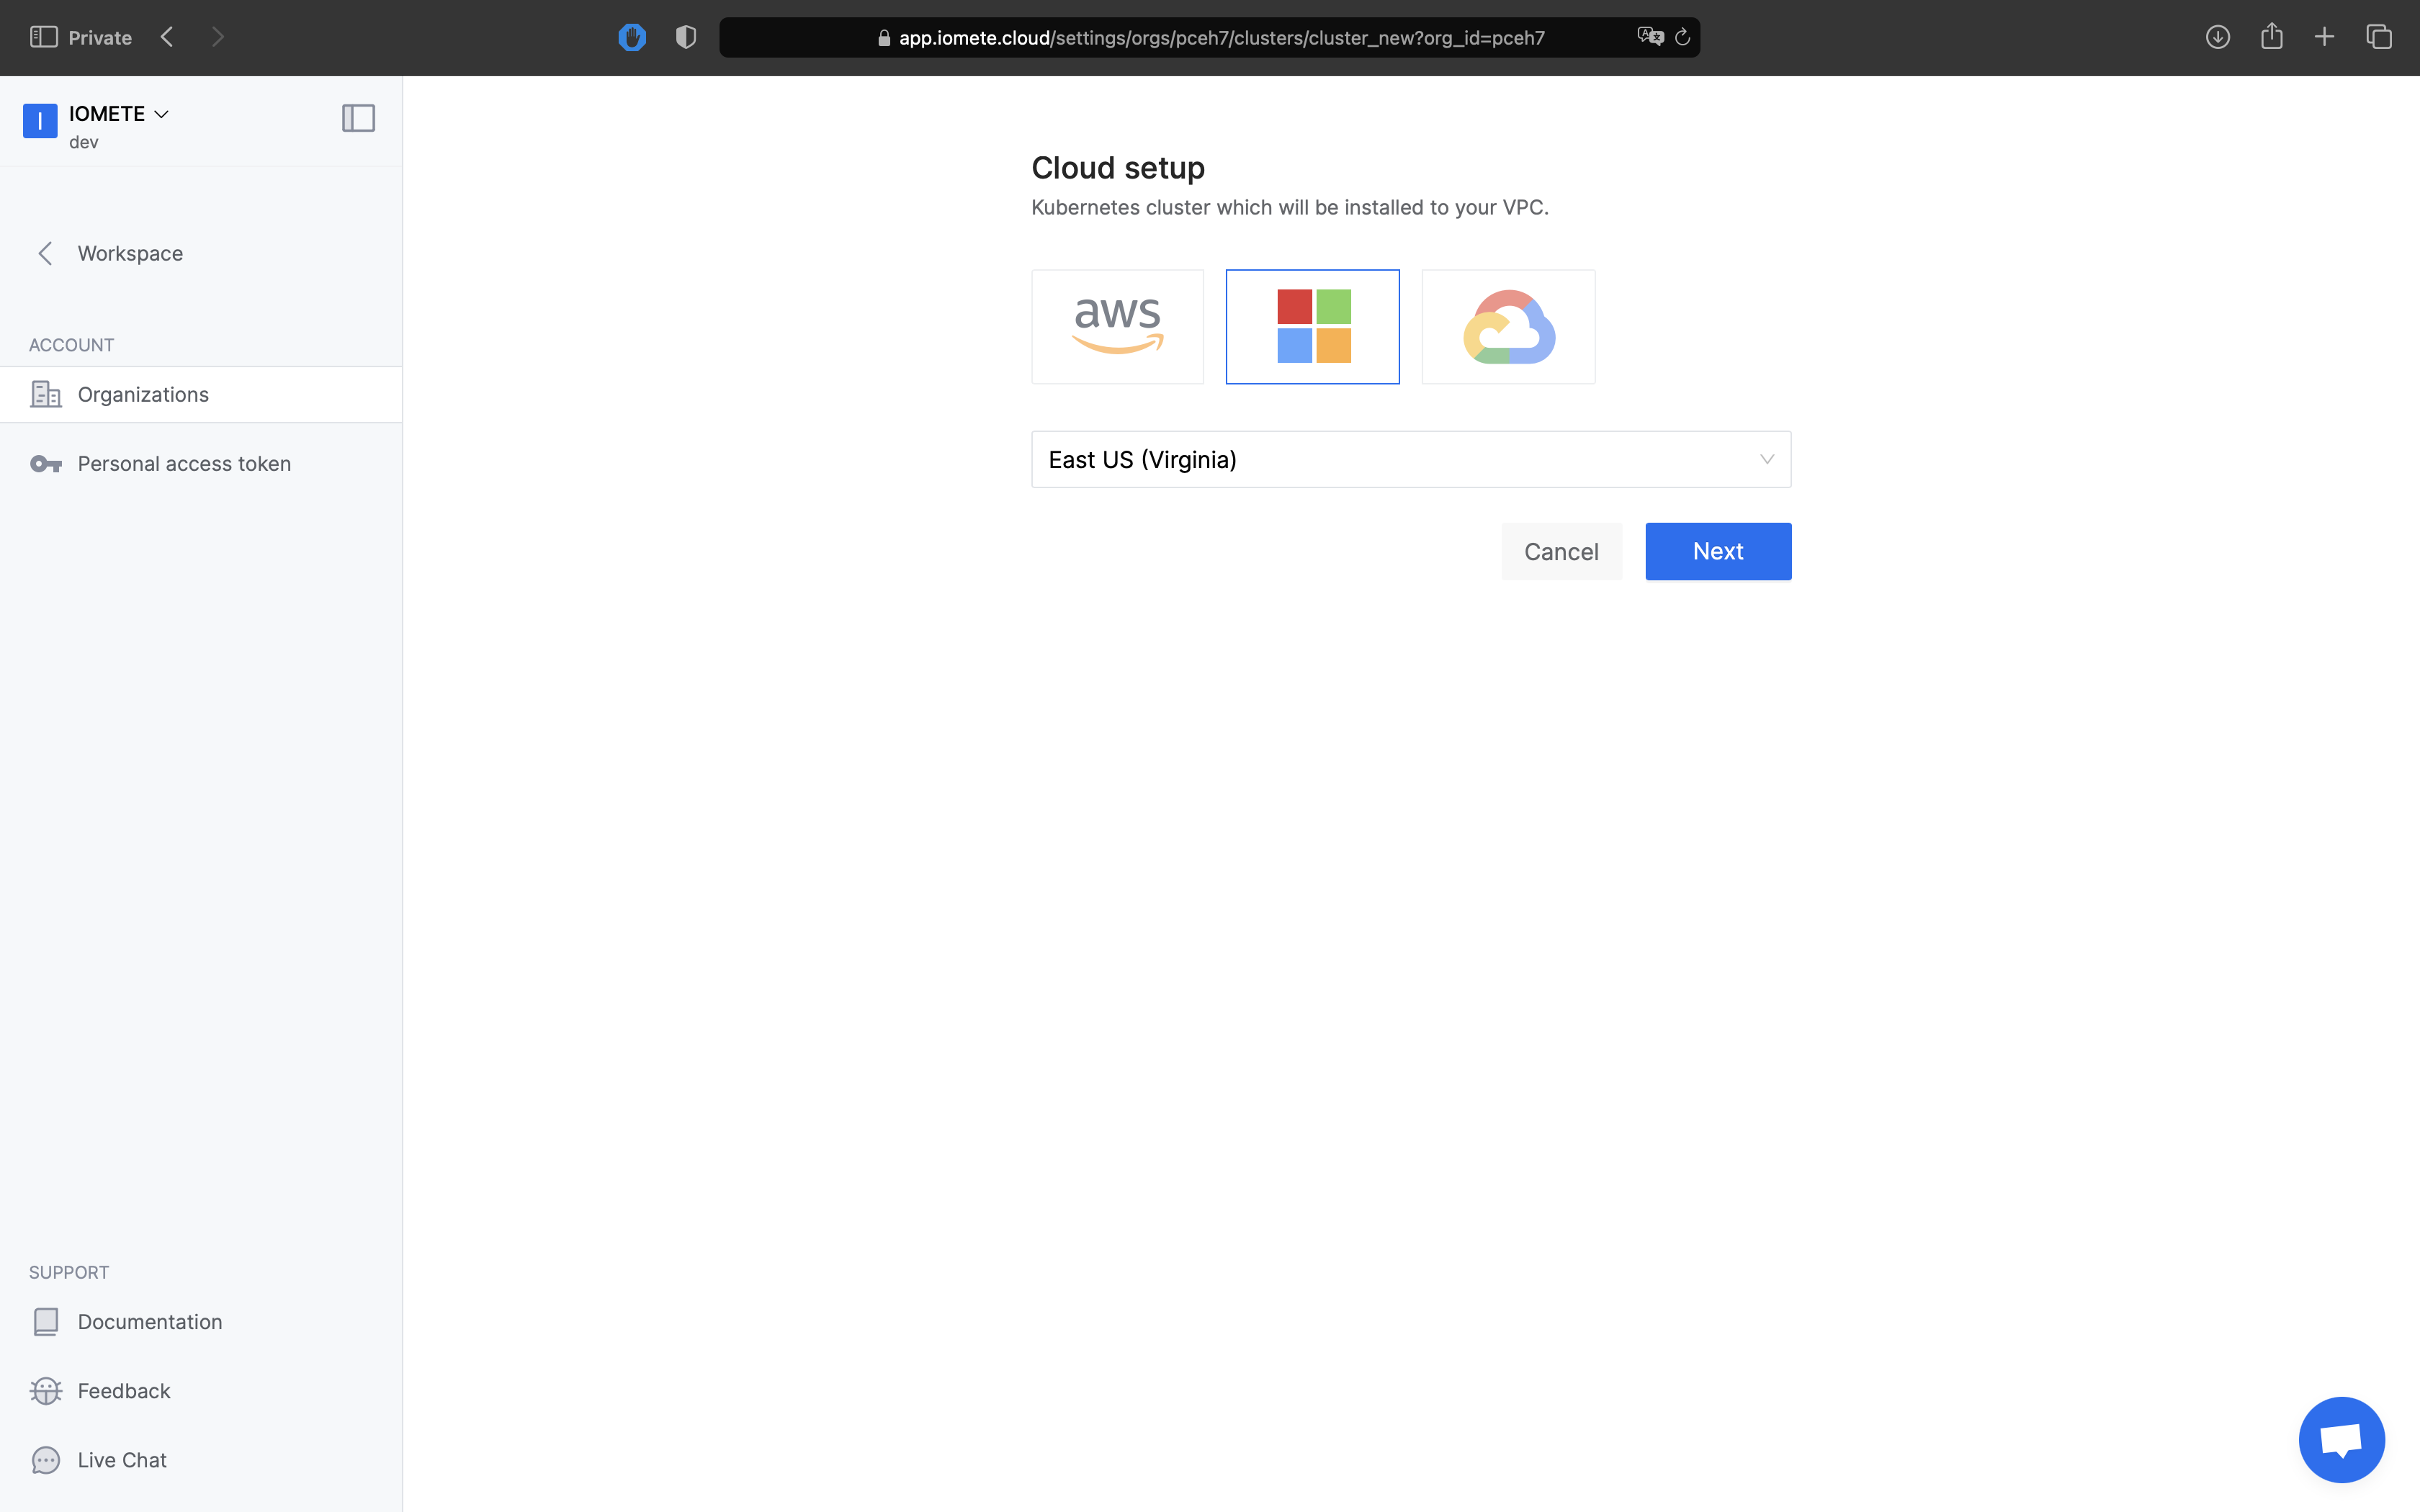 Private
app.iomete.cloud/settings/orgs/pceh7/clusters/cluster_new?org_id=pceh7
I
IOMETE
dev
Workspace
ACCOUNT
Organizations
Personal access token
Cloud setup
Kubernetes cluster which will be installed to your VPC.
aws
East US (Virginia)
Cancel
Next
SUPPORT
Documentation
Feedback
Live Chat